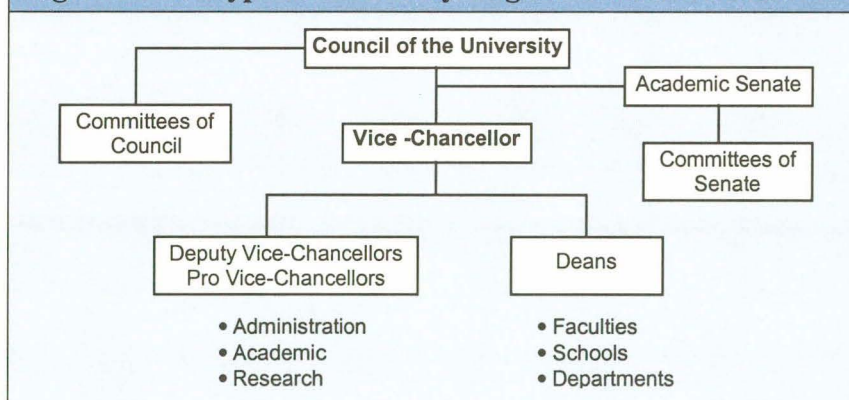 Council of the University
Academic Senate
Committees of
Council
Vice -Chancellor
Committees of
Senate
Deputy Vice-Chancellors
Pro Vice-Chancellors
Deans
• Administration
• Academic
• Research
• Faculties
• Schools
• Departments